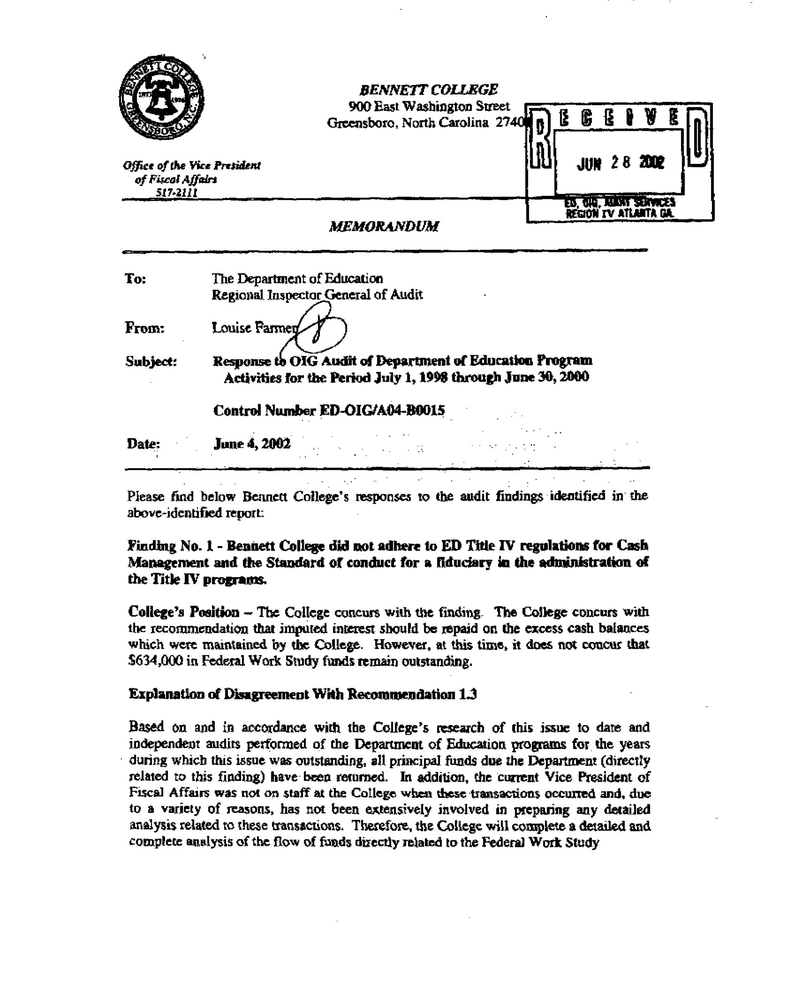 BENNETT COLLEGE
GREENSBORO, N.C.
1873 1926
BENNETT COLLEGE
900 East Washington Street
Greensboro, North Carolina 2740
RECEIVED
JUN 28 2002
ED, OIG, AUDIT SERVICES
REGION IV ATLANTA GA.
Office of the Vice President
of Fiscal Affairs
517-2111
MEMORANDUM
To: The Department of Education
Regional Inspector General of Audit
From: Louise Farmer
Subject: Response to OIG Audit of Department of Education Program
Activities for the Period July 1, 1998 through June 30, 2000
Control Number ED-OIG/A04-B0015
Date: June 4, 2002
Please find below Bennett College's responses to the audit findings identified in the
above-identified report:
Finding No. 1 - Bennett College did not adhere to ED Title IV regulations for Cash
Management and the Standard of conduct for a fiduciary in the administration of
the Title IV programs.
College's Position – The College concurs with the finding. The College concurs with
the recommendation that imputed interest should be repaid on the excess cash balances
which were maintained by the College. However, at this time, it does not concur that
$634,000 in Federal Work Study funds remain outstanding.
Explanation of Disagreement With Recommendation 1.3
Based on and in accordance with the College's research of this issue to date and
independent audits performed of the Department of Education programs for the years
during which this issue was outstanding, all principal funds due the Department (directly
related to this finding) have been returned. In addition, the current Vice President of
Fiscal Affairs was not on staff at the College when these transactions occurred and, due
to a variety of reasons, has not been extensively involved in preparing any detailed
analysis related to these transactions. Therefore, the College will complete a detailed and
complete analysis of the flow of funds directly related to the Federal Work Study